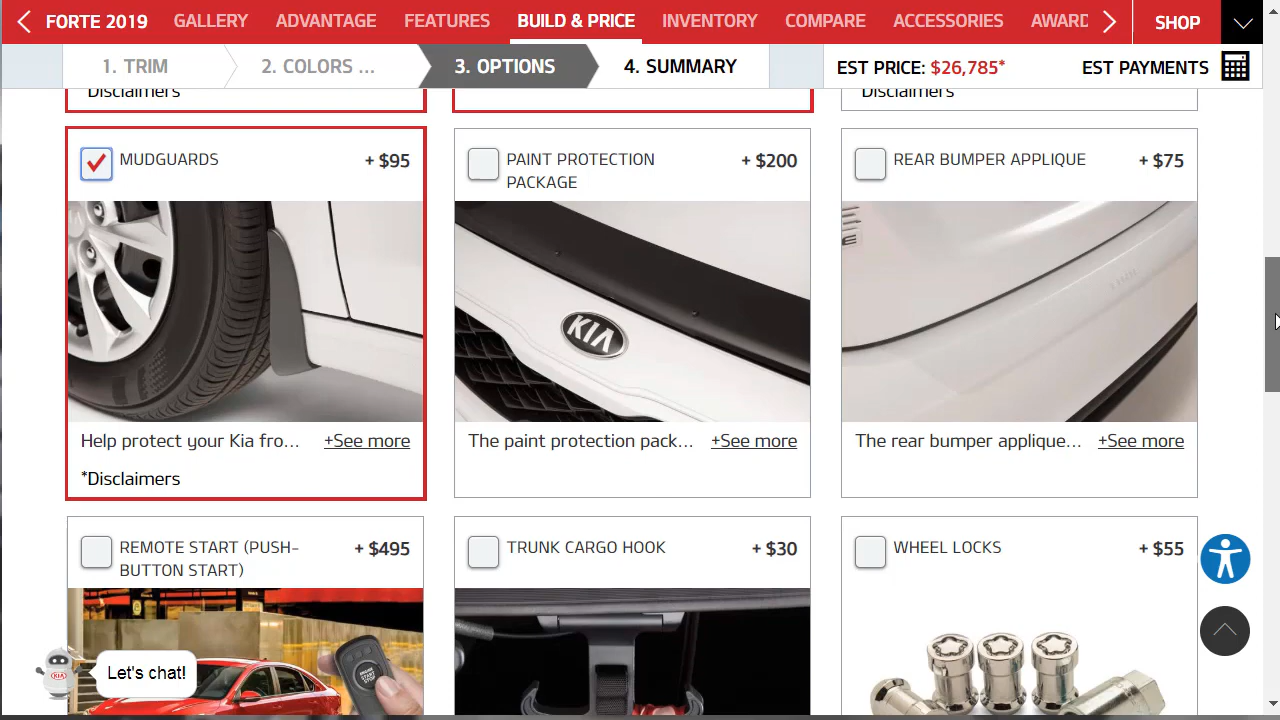 FORTE 2019 GALLERY ADVANTAGE FEATURES BUILD & PRICE INVENTORY COMPARE ACCESSORIES AWARD SHOP
1. TRIM 2. COLORS ... 3. OPTIONS 4. SUMMARY EST PRICE: $26,785* EST PAYMENTS
Disclaimers Disclaimers
MUDGUARDS + $95
PAINT PROTECTION + $200
PACKAGE
REAR BUMPER APPLIQUE + $75
KIA
Help protect your Kia fro... +See more
*Disclaimers
The paint protection pack... +See more
The rear bumper applique... +See more
REMOTE START (PUSH- + $495
BUTTON START)
TRUNK CARGO HOOK + $30
WHEEL LOCKS + $55
KIA
Let's chat!